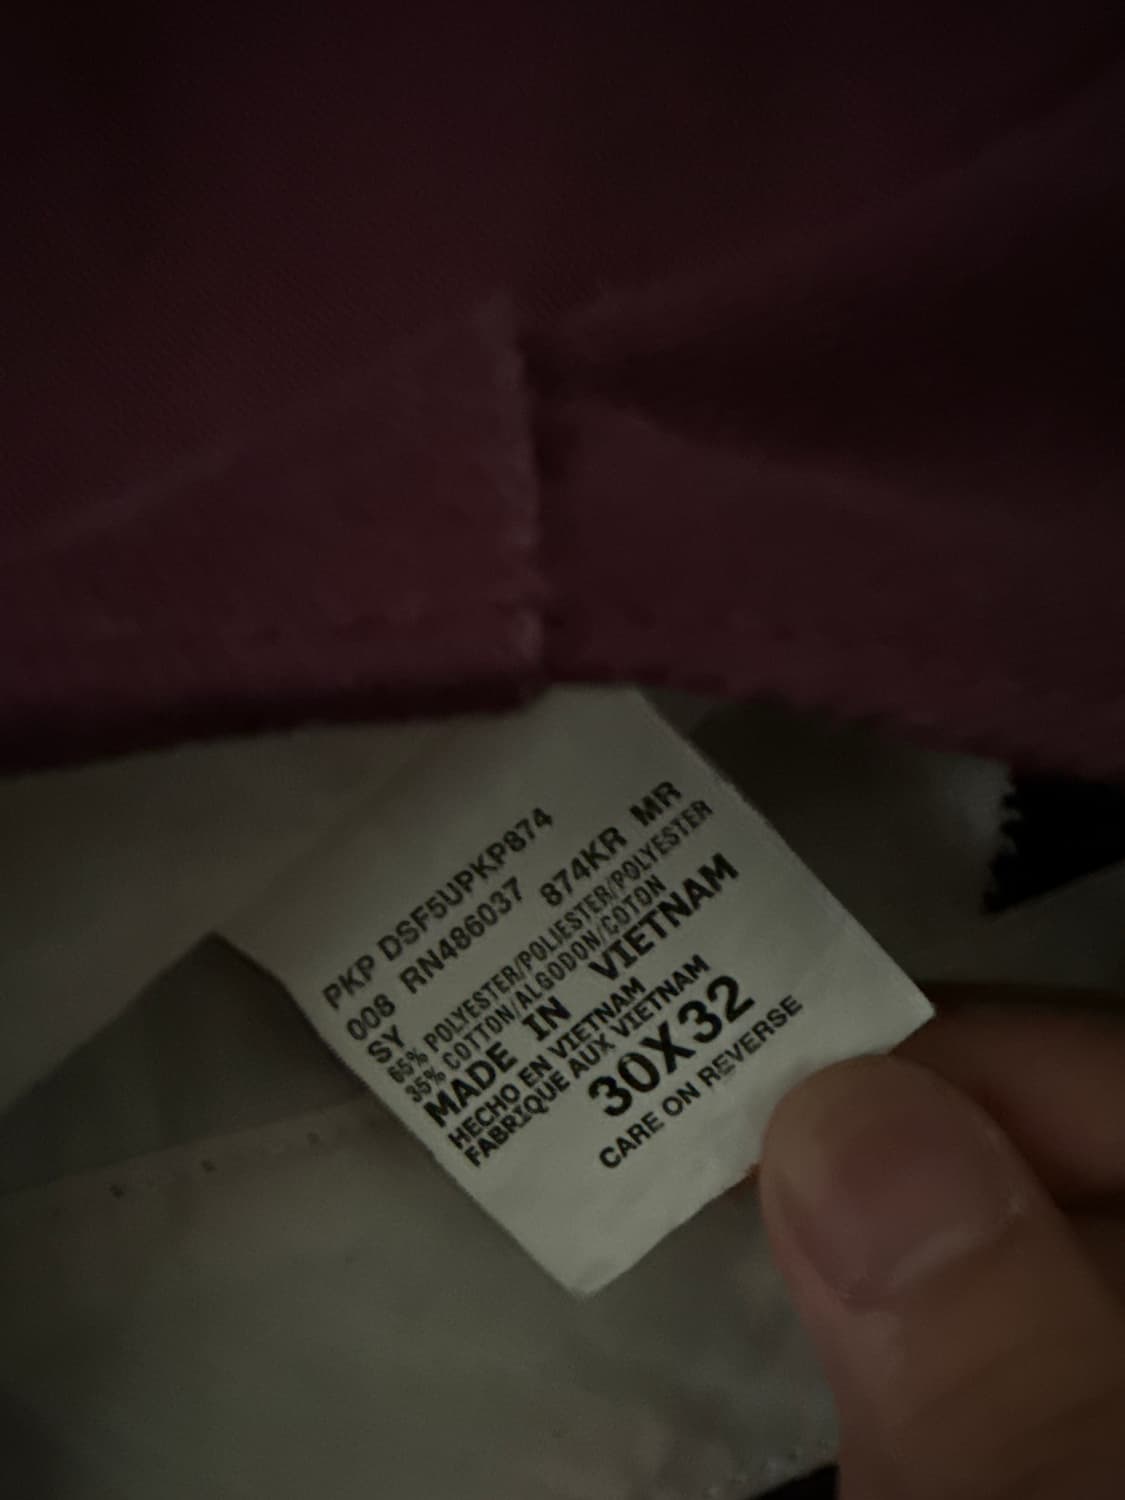 PKP DSF5UPKP874
008 RN486037 874KR MR
SY
65% POLYESTER/POLIESTER/POLYESTER
35% COTTON/ALGODON/COTON
MADE IN VIETNAM
HECHO EN VIETNAM
FABRIQUE AUX VIETNAM
30X32
CARE ON REVERSE